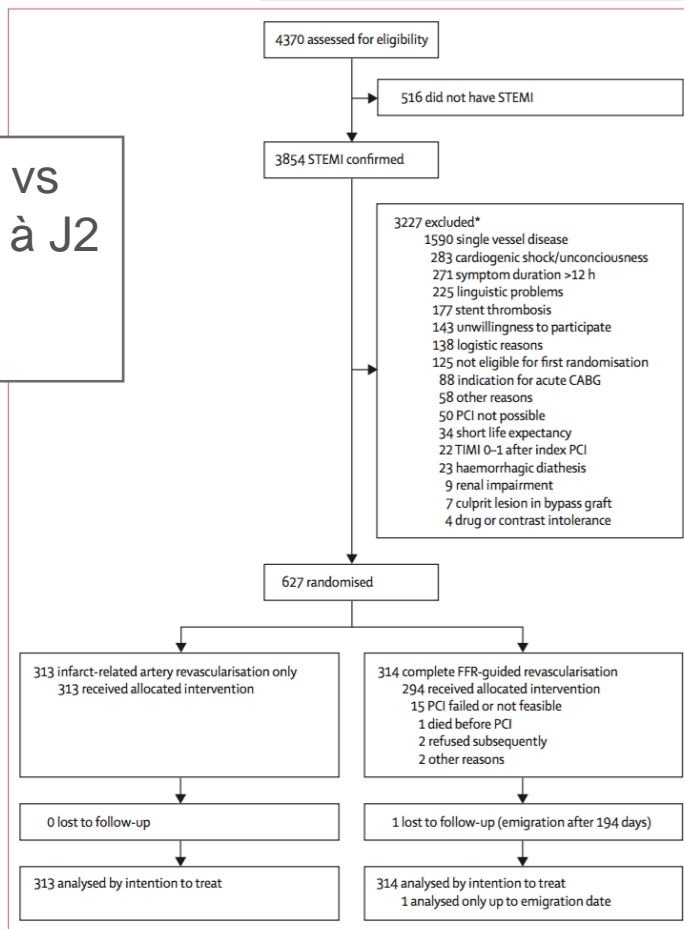 4370 assessed for eligibility
516 did not have STEMI
vs
à J2
3854 STEMI confirmed
3227 excluded*
1590 single vessel disease
283 cardiogenic shock/unconciousness
271 symptom duration >12 h
225 linguistic problems
177 stent thrombosis
143 unwillingness to participate
138 logistic reasons
125 not eligible for first randomisation
88 indication for acute CABG
58 other reasons
50 PCI not possible
34 short life expectancy
22 TIMI 0–1 after index PCI
23 haemorrhagic diathesis
9 renal impairment
7 culprit lesion in bypass graft
4 drug or contrast intolerance
627 randomised
313 infarct-related artery revascularisation only
313 received allocated intervention
314 complete FFR-guided revascularisation
294 received allocated intervention
15 PCI failed or not feasible
1 died before PCI
2 refused subsequently
2 other reasons
0 lost to follow-up
1 lost to follow-up (emigration after 194 days)
313 analysed by intention to treat
314 analysed by intention to treat
1 analysed only up to emigration date